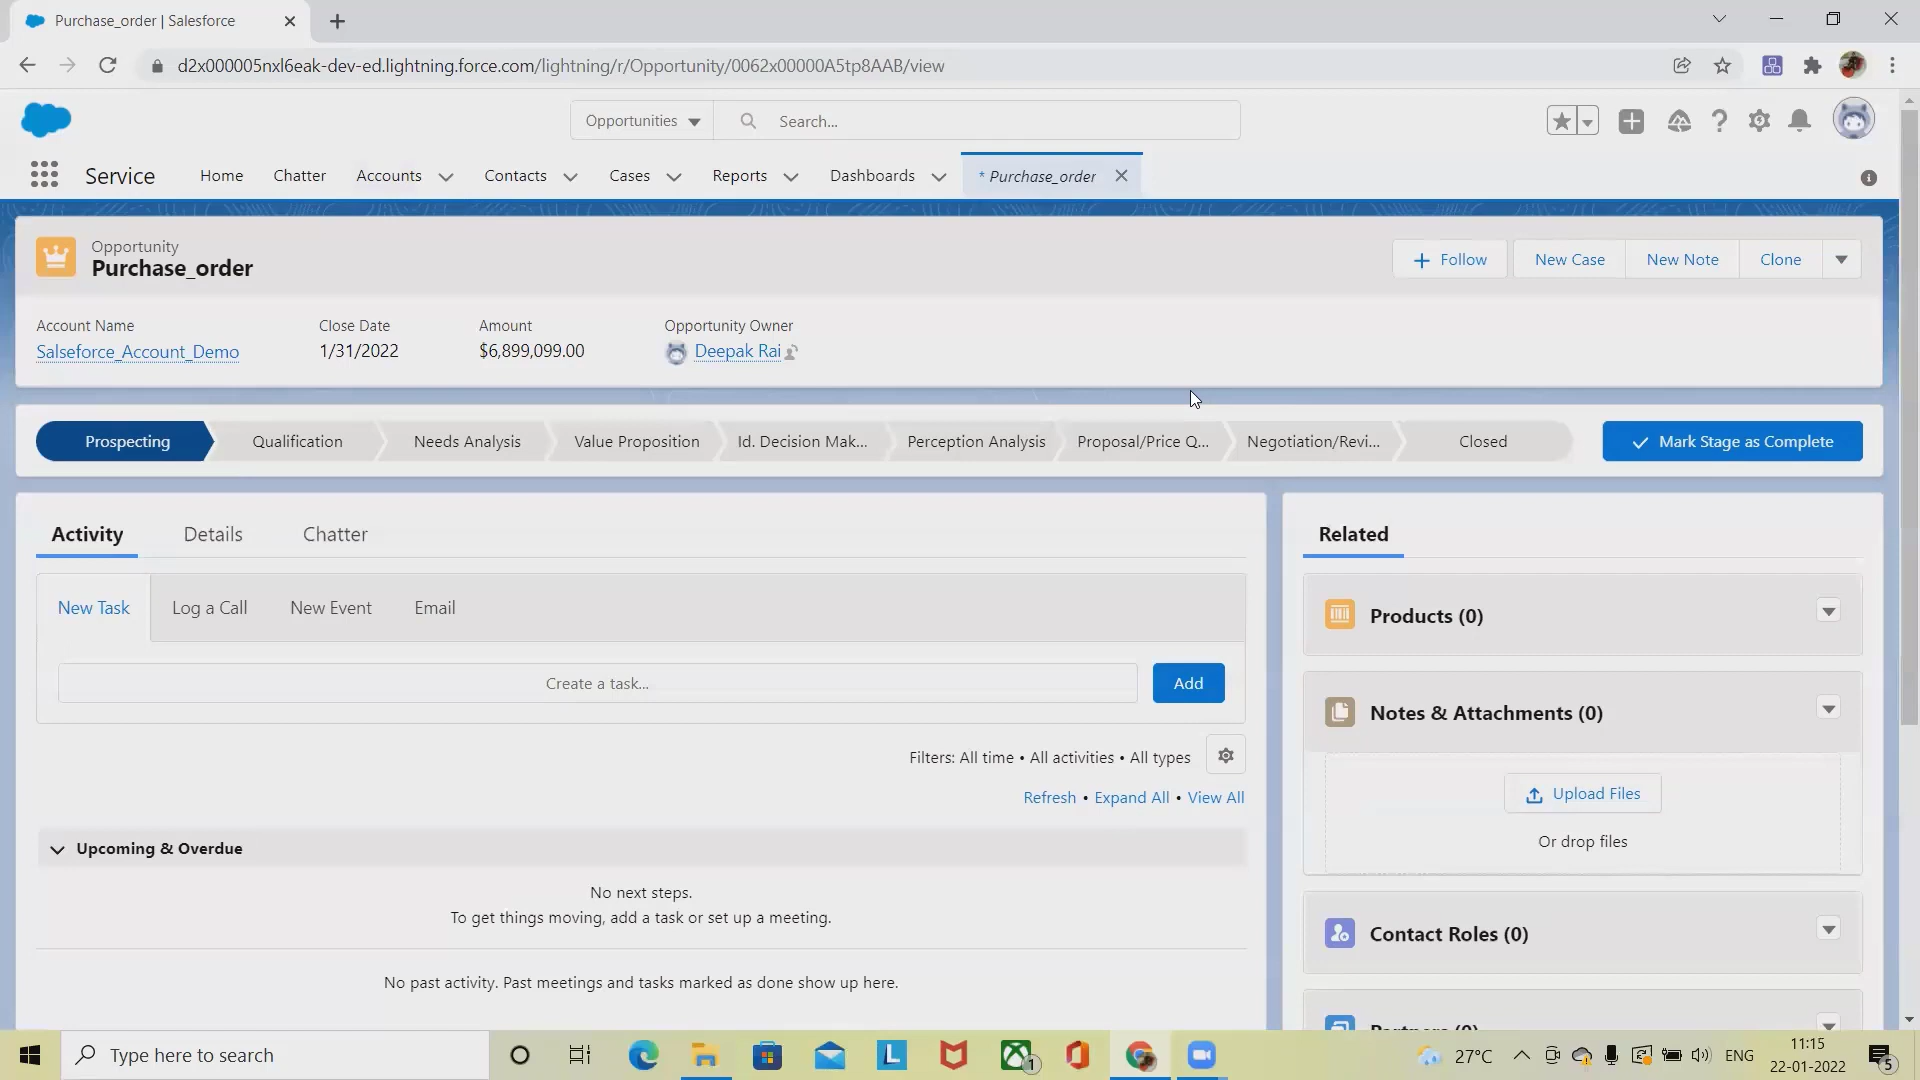 Purchase_order | Salesforce
d2x000005nxl6eak-dev-ed.lightning.force.com/lightning/r/Opportunity/0062x00000A5tp8AAB/view
Opportunities Search...
Service Home Chatter Accounts Contacts Cases Reports Dashboards * Purchase_order
Opportunity
Purchase_order
Follow New Case New Note Clone
Account Name Close Date Amount Opportunity Owner
Salseforce_Account_Demo 1/31/2022 $6,899,099.00 Deepak Rai
Prospecting Qualification Needs Analysis Value Proposition Id. Decision Mak... Perception Analysis Proposal/Price Q... Negotiation/Revi... Closed Mark Stage as Complete
Activity Details Chatter
New Task Log a Call New Event Email
Create a task... Add
Filters: All time • All activities • All types
Refresh • Expand All • View All
Upcoming & Overdue
No next steps.
To get things moving, add a task or set up a meeting.
No past activity. Past meetings and tasks marked as done show up here.
Related
Products (0)
Notes & Attachments (0)
Upload Files
Or drop files
Contact Roles (0)
Partners (0)
Type here to search
1
27°C
ENG
11:15
22-01-2022
5